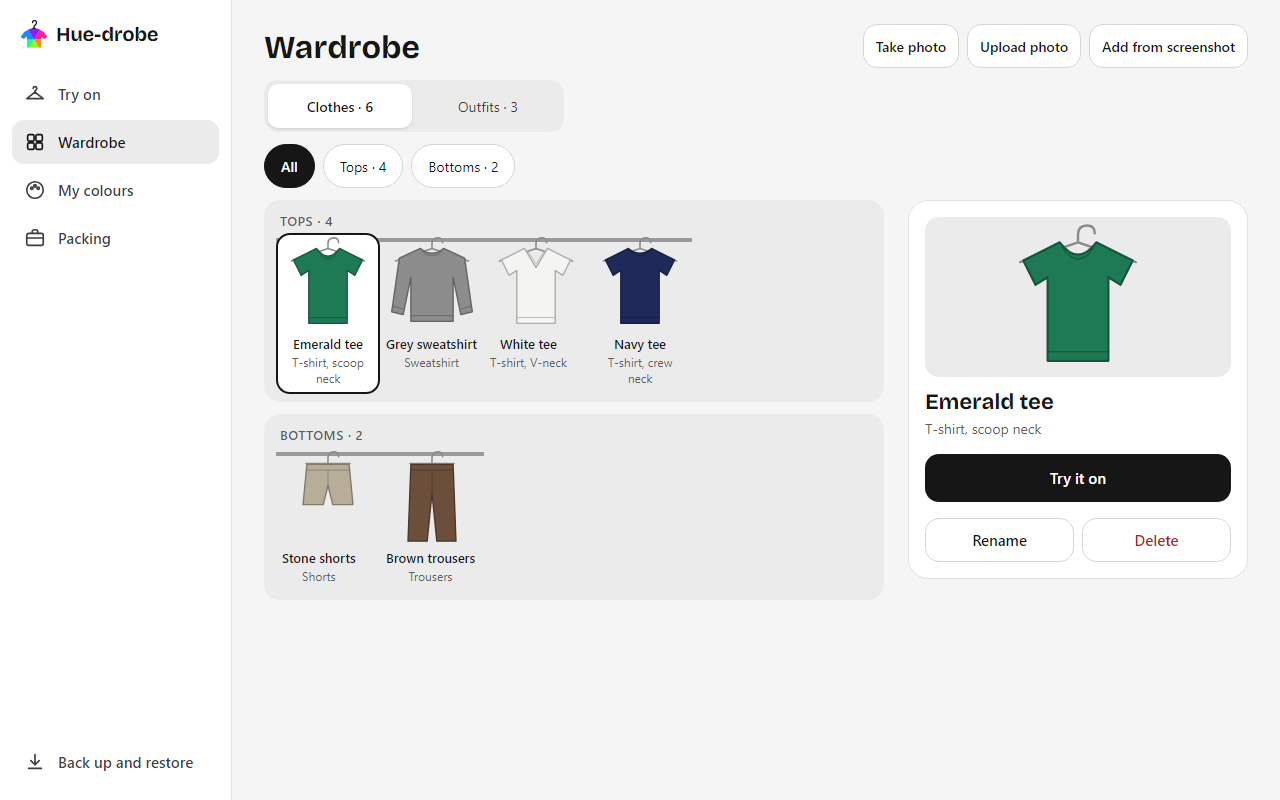 Hue-drobe
Try on
Wardrobe
My colours
Packing
Back up and restore
Wardrobe
Take photo
Upload photo
Add from screenshot
Clothes · 6
Outfits · 3
All
Tops · 4
Bottoms · 2
TOPS · 4
Emerald tee
T-shirt, scoop
neck
Grey sweatshirt
Sweatshirt
White tee
T-shirt, V-neck
Navy tee
T-shirt, crew
neck
BOTTOMS · 2
Stone shorts
Shorts
Brown trousers
Trousers
Emerald tee
T-shirt, scoop neck
Try it on
Rename
Delete